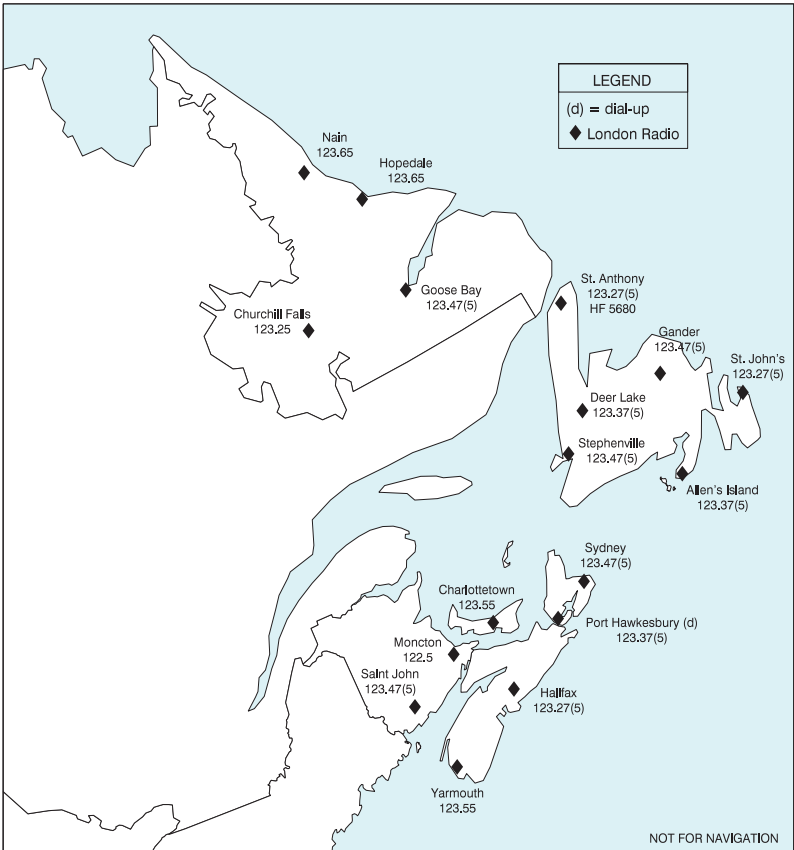 LEGEND
(d) = dial-up
♦ London Radio
Nain
123.65
Hopedale
123.65
Goose Bay
123.47(5)
Churchill Falls
123.25
St. Anthony
123.27(5)
HF 5680
Gander
123.47(5)
St. John's
123.27(5)
Deer Lake
123.37(5)
Stephenville
123.47(5)
Allen's Island
123.37(5)
Sydney
123.47(5)
Charlottetown
123.55
Port Hawkesbury (d)
123.37(5)
Moncton
122.5
Saint John
123.47(5)
Halifax
123.27(5)
Yarmouth
123.55
NOT FOR NAVIGATION